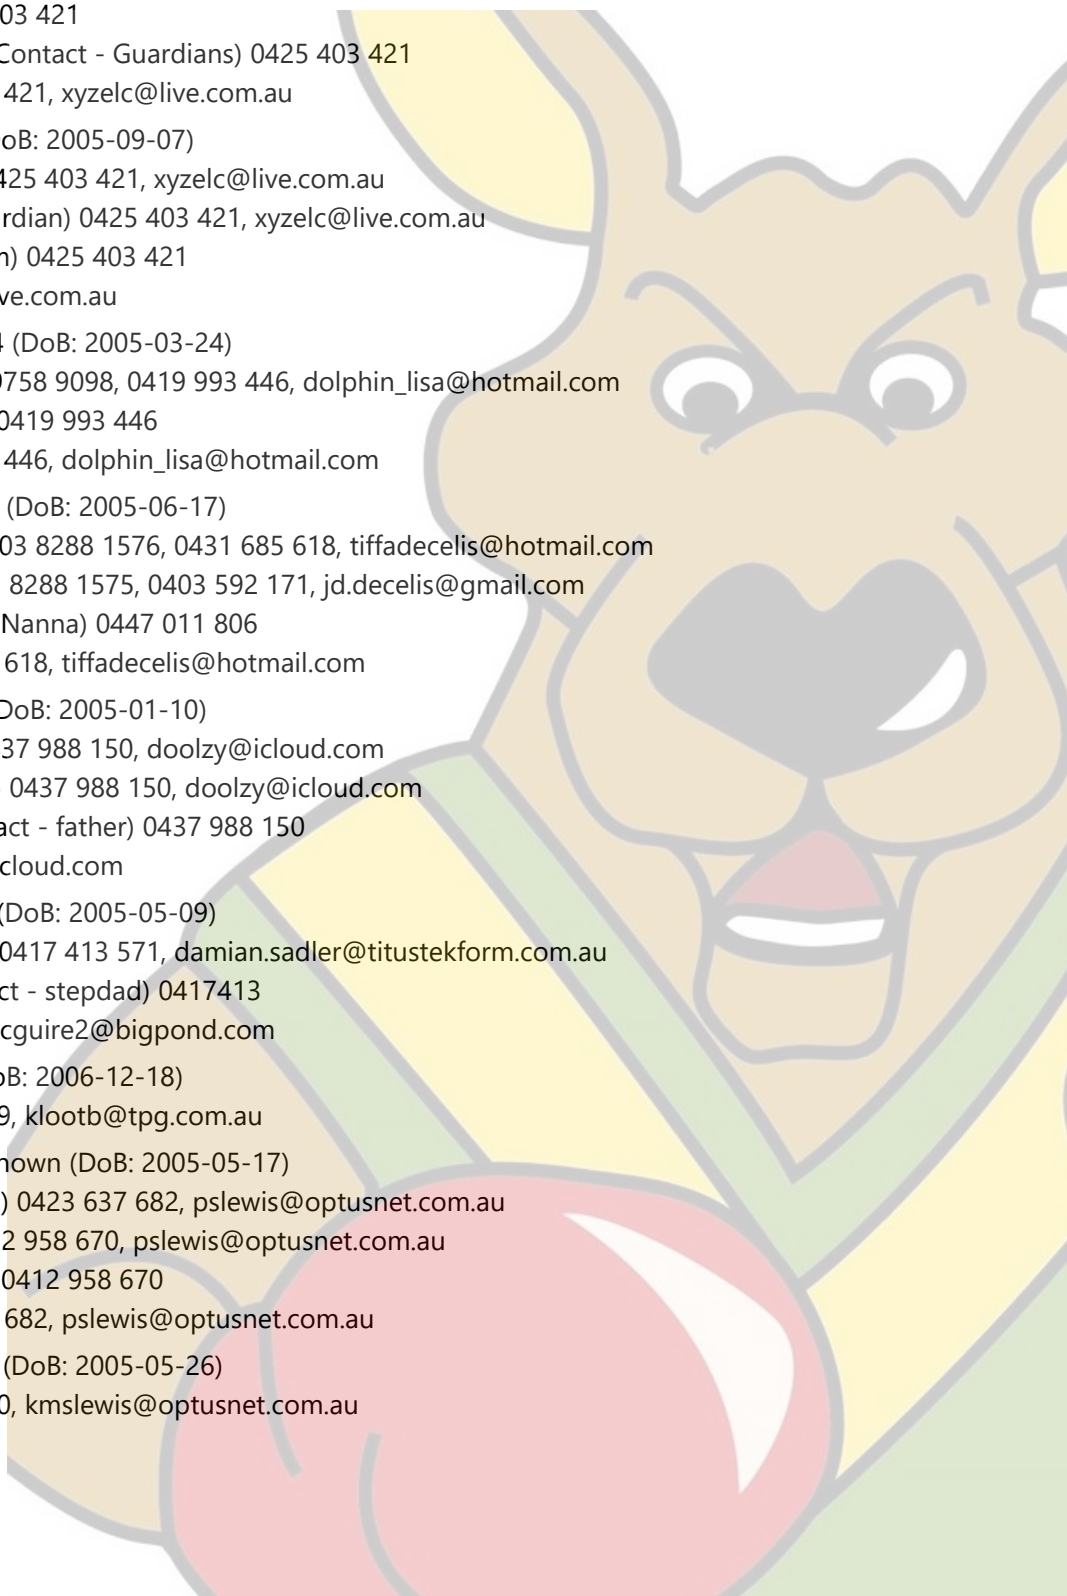 03 421
Contact - Guardians) 0425 403 421
421, xyzelc@live.com.au
oB: 2005-09-07)
425 403 421, xyzelc@live.com.au
rdian) 0425 403 421, xyzelc@live.com.au
) 0425 403 421
ve.com.au
(DoB: 2005-03-24)
9758 9098, 0419 993 446, dolphin_lisa@hotmail.com
0419 993 446
446, dolphin_lisa@hotmail.com
(DoB: 2005-06-17)
03 8288 1576, 0431 685 618, tiffadecelis@hotmail.com
8288 1575, 0403 592 171, jd.decelis@gmail.com
Nanna) 0447 011 806
618, tiffadecelis@hotmail.com
DoB: 2005-01-10)
37 988 150, doolzy@icloud.com
0437 988 150, doolzy@icloud.com
act - father) 0437 988 150
cloud.com
(DoB: 2005-05-09)
0417 413 571, damian.sadler@titustekform.com.au
ct - stepdad) 0417413
cguire2@bigpond.com
oB: 2006-12-18)
9, klootb@tpg.com.au
nown (DoB: 2005-05-17)
) 0423 637 682, pslewis@optusnet.com.au
2 958 670, pslewis@optusnet.com.au
0412 958 670
682, pslewis@optusnet.com.au
(DoB: 2005-05-26)
0, kmslewis@optusnet.com.au